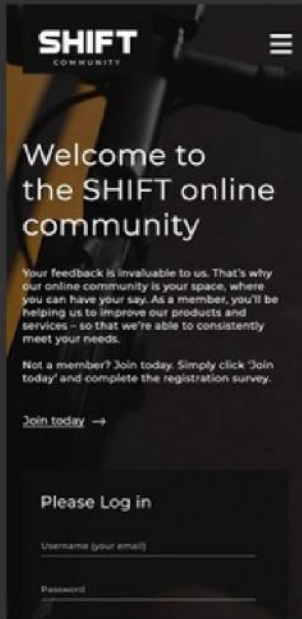 SHIFT
COMMUNITY
Welcome to
the SHIFT online
community
Your feedback is invaluable to us. That's why
our online community is your space, where
you can have your say. As a member, you'll be
helping us to improve our products and
services – so that we're able to consistently
meet your needs.
Not a member? Join today. Simply click 'Join
today' and complete the registration survey.
Join today →
Please Log in
Username (your email)
Password